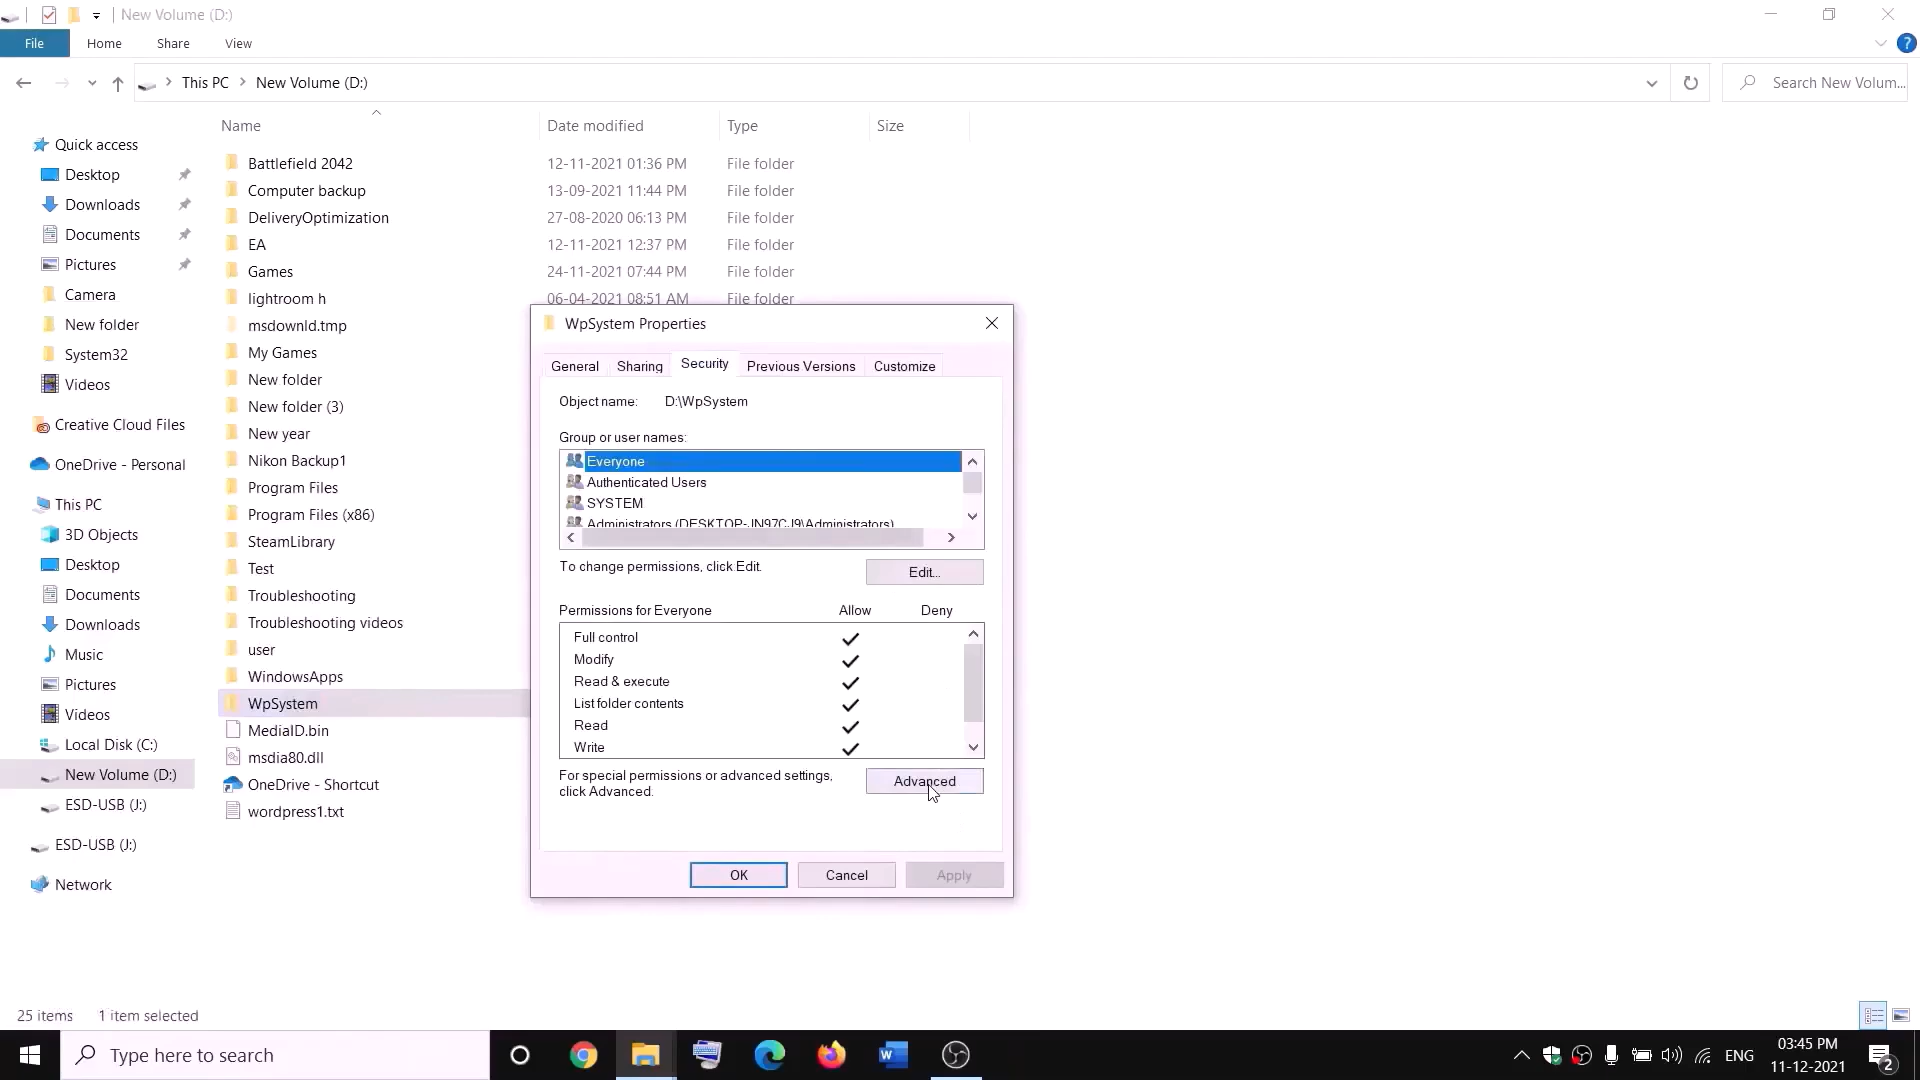 New Volume (D:)
File Home Share View
This PC New Volume (D:)
Search New Volum...
Name Date modified Type Size
Quick access
Desktop
Downloads
Documents
Pictures
Camera
New folder
System32
Videos
Creative Cloud Files
OneDrive - Personal
This PC
3D Objects
Desktop
Documents
Downloads
Music
Pictures
Videos
Local Disk (C:)
New Volume (D:)
ESD-USB (J:)
ESD-USB (J:)
Network
Battlefield 2042 12-11-2021 01:36 PM File folder
Computer backup 13-09-2021 11:44 PM File folder
DeliveryOptimization 27-08-2020 06:13 PM File folder
EA 12-11-2021 12:37 PM File folder
Games 24-11-2021 07:44 PM File folder
lightroom h 06-04-2021 08:51 AM File folder
msdownld.tmp
My Games
New folder
New folder (3)
New year
Nikon Backup1
Program Files
Program Files (x86)
SteamLibrary
Test
Troubleshooting
Troubleshooting videos
user
WindowsApps
WpSystem
MediaID.bin
msdia80.dll
OneDrive - Shortcut
wordpress1.txt
WpSystem Properties
General Sharing Security Previous Versions Customize
Object name: D:\WpSystem
Group or user names:
Everyone
Authenticated Users
SYSTEM
Administrators (DESKTOP-JN97CJ9\Administrators)
To change permissions, click Edit.
Edit...
Permissions for Everyone Allow Deny
Full control
Modify
Read & execute
List folder contents
Read
Write
For special permissions or advanced settings,
click Advanced.
Advanced
OK Cancel Apply
25 items 1 item selected
Type here to search
ENG
03:45 PM
11-12-2021
2